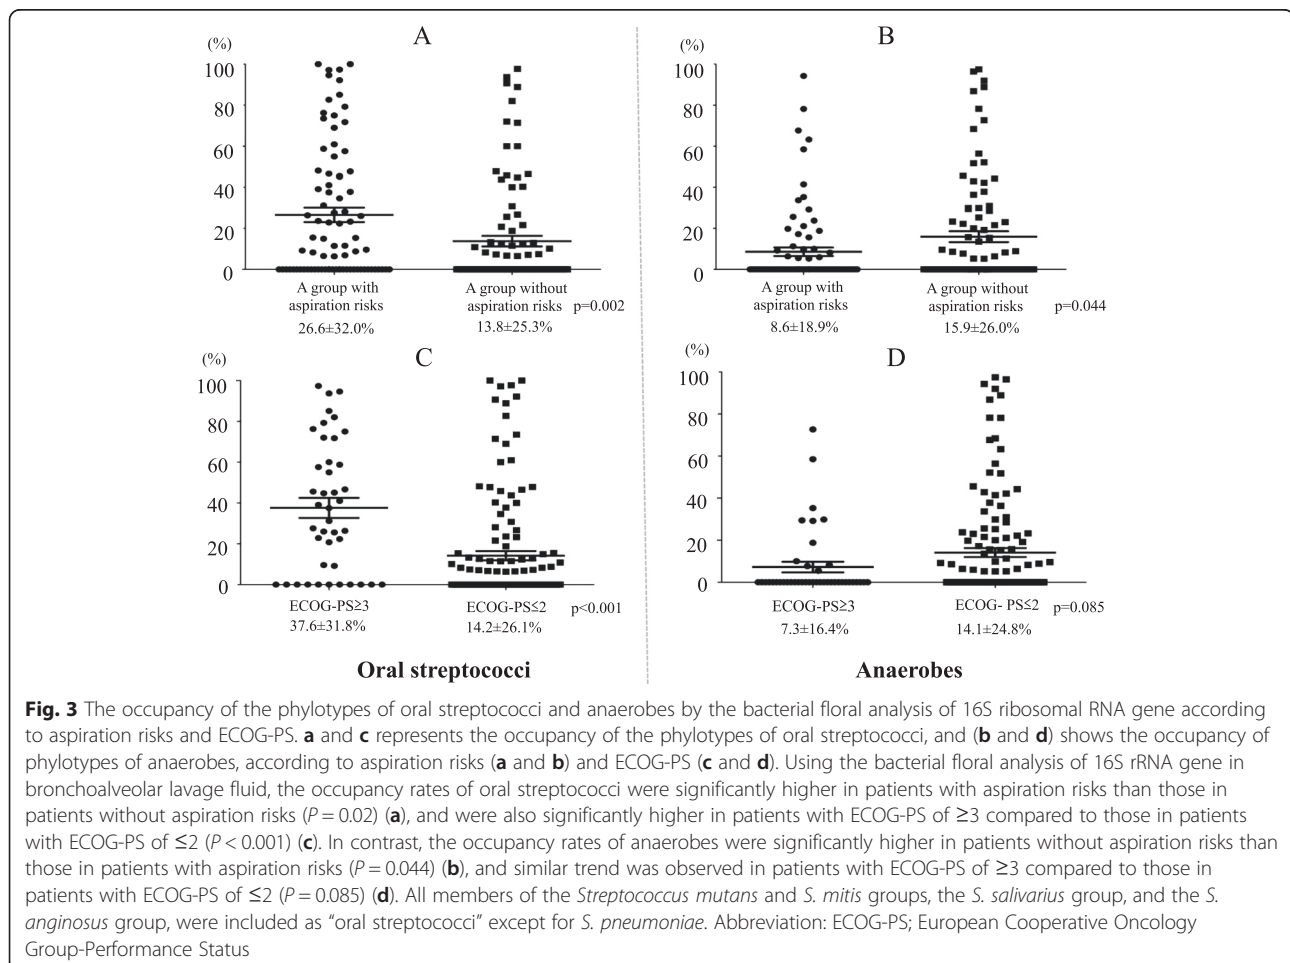 A
(%)
100
80
60
40
20
0
A group with
aspiration risks
26.6±32.0%
A group without
aspiration risks
13.8±25.3%
p=0.002
B
(%)
100
80
60
40
20
0
A group with
aspiration risks
8.6±18.9%
A group without
aspiration risks
15.9±26.0%
p=0.044
C
(%)
100
80
60
40
20
0
ECOG-PS≥3
37.6±31.8%
ECOG-PS≤2
14.2±26.1%
p<0.001
D
(%)
100
80
60
40
20
0
ECOG-PS≥3
7.3±16.4%
ECOG- PS≤2
14.1±24.8%
p=0.085
Oral streptococci
Anaerobes
Fig. 3 The occupancy of the phylotypes of oral streptococci and anaerobes by the bacterial floral analysis of 16S ribosomal RNA gene according
to aspiration risks and ECOG-PS. a and c represents the occupancy of the phylotypes of oral streptococci, and (b and d) shows the occupancy of
phylotypes of anaerobes, according to aspiration risks (a and b) and ECOG-PS (c and d). Using the bacterial floral analysis of 16S rRNA gene in
bronchoalveolar lavage fluid, the occupancy rates of oral streptococci were significantly higher in patients with aspiration risks than those in
patients without aspiration risks (P = 0.02) (a), and were also significantly higher in patients with ECOG-PS of ≥3 compared to those in patients
with ECOG-PS of ≤2 (P < 0.001) (c). In contrast, the occupancy rates of anaerobes were significantly higher in patients without aspiration risks than
those in patients with aspiration risks (P = 0.044) (b), and similar trend was observed in patients with ECOG-PS of ≥3 compared to those in
patients with ECOG-PS of ≤2 (P = 0.085) (d). All members of the Streptococcus mutans and S. mitis groups, the S. salivarius group, and the S.
anginosus group, were included as “oral streptococci” except for S. pneumoniae. Abbreviation: ECOG-PS; European Cooperative Oncology
Group-Performance Status